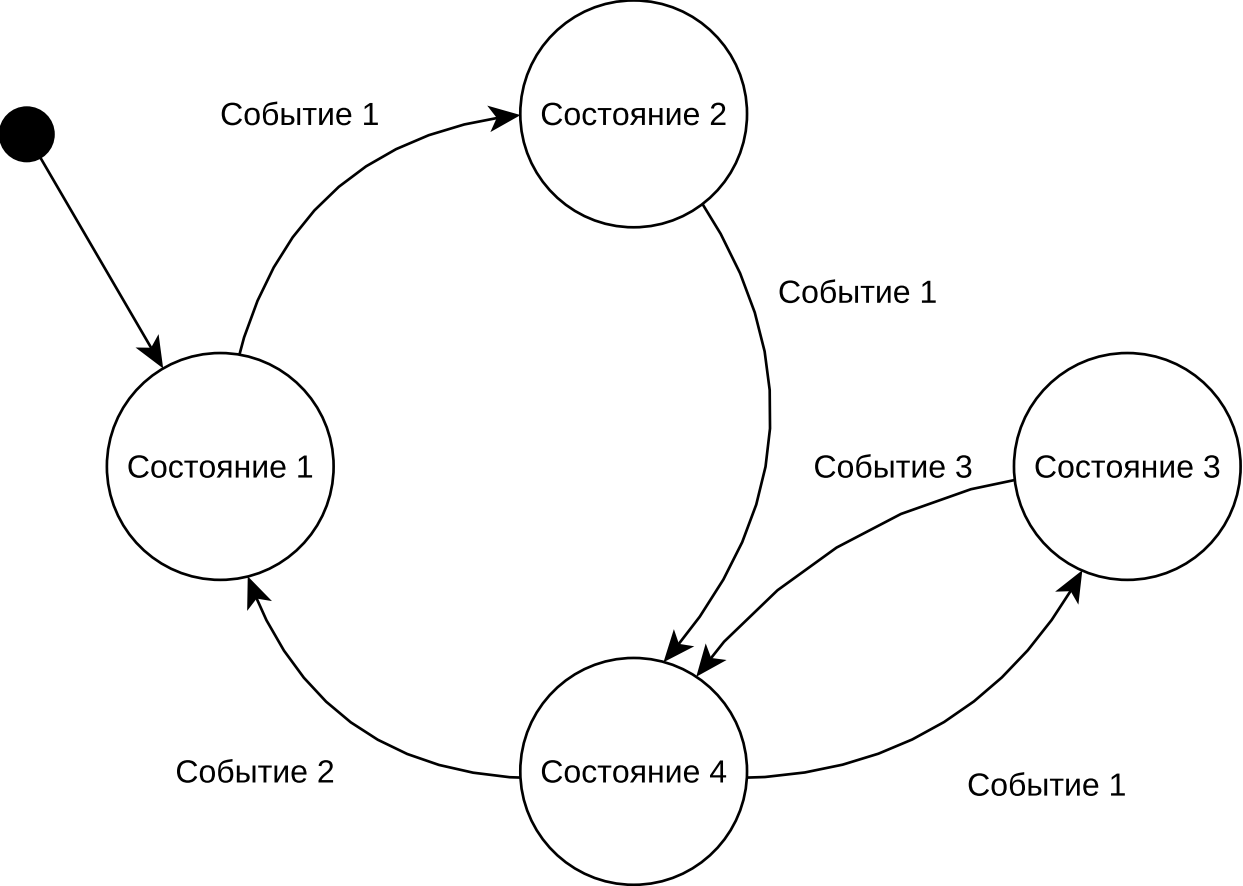 Событие 1
Состояние 2
Событие 1
Состояние 1
Событие 3
Состояние 3
Событие 2
Состояние 4
Событие 1